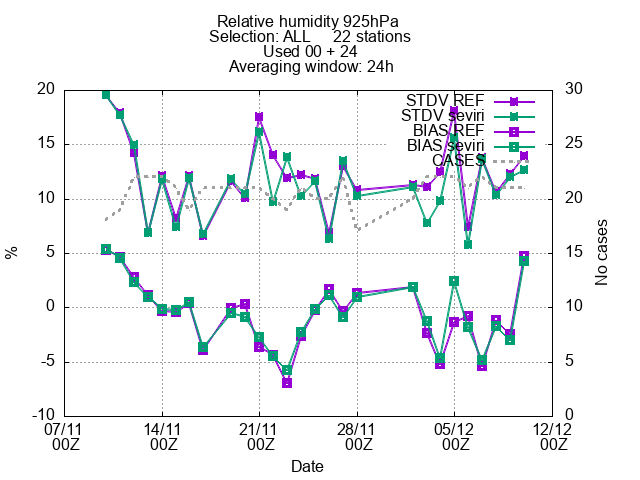 Relative humidity 925hPa
Selection: ALL     22 stations
Used 00 + 24
Averaging window: 24h
STDV REF
STDV seviri
BIAS REF
BIAS seviri
CASES
%
20
15
10
5
0
-5
-10
No cases
30
25
20
15
10
5
0
07/11 14/11 21/11 28/11 05/12 12/12
00Z 00Z 00Z 00Z 00Z 00Z
Date